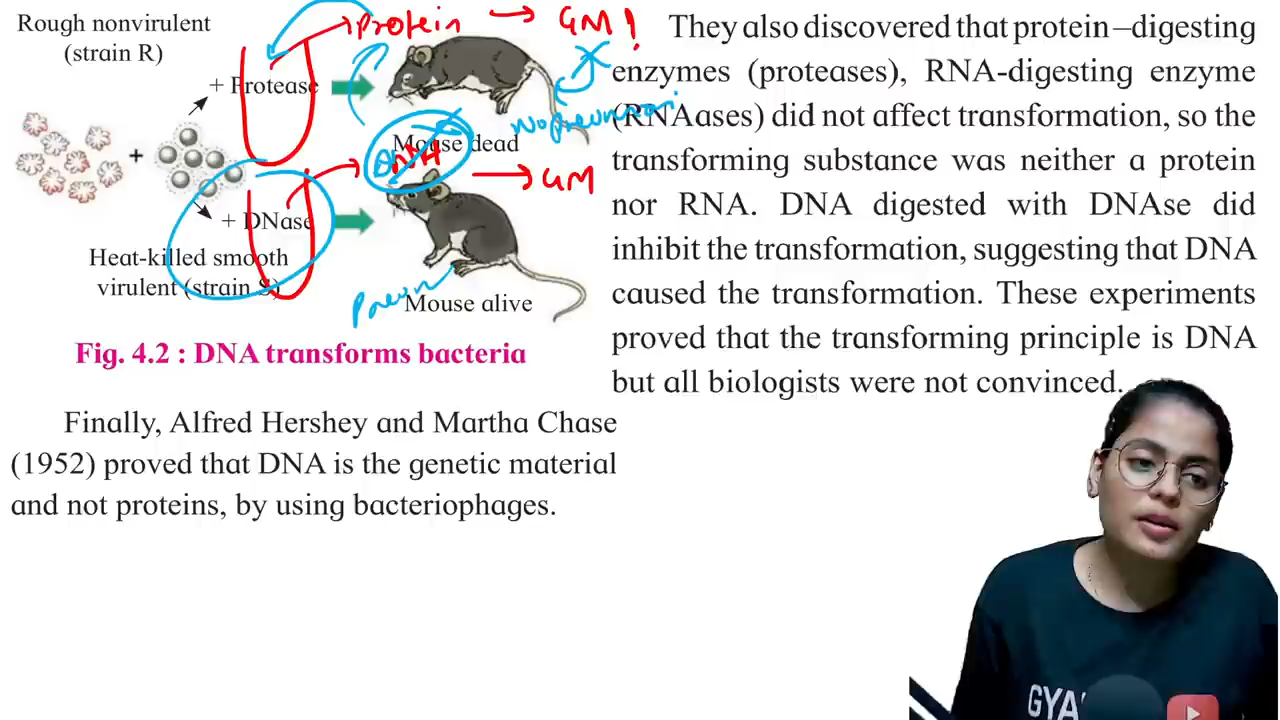 Rough nonvirulent
(strain R)
Protein → GM!
+ Protease
+
No pneumoni
Mouse dead
DNA
→ GM
+ DNase
Heat-killed smooth
virulent (strain S)
Pneum
Mouse alive
Fig. 4.2 : DNA transforms bacteria
Finally, Alfred Hershey and Martha Chase
(1952) proved that DNA is the genetic material
and not proteins, by using bacteriophages.
They also discovered that protein–digesting
enzymes (proteases), RNA-digesting enzyme
(RNAases) did not affect transformation, so the
transforming substance was neither a protein
nor RNA. DNA digested with DNAse did
inhibit the transformation, suggesting that DNA
caused the transformation. These experiments
proved that the transforming principle is DNA
but all biologists were not convinced.